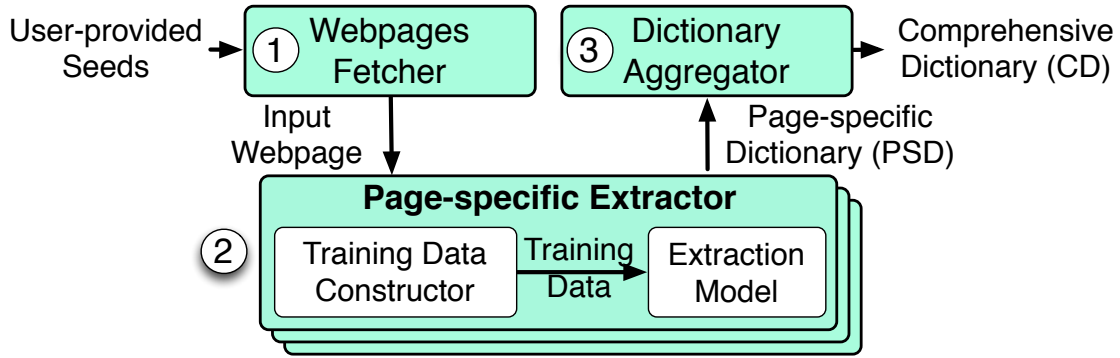 User-provided
Seeds
1
Webpages
Fetcher
3
Dictionary
Aggregator
Comprehensive
Dictionary (CD)
Input
Webpage
Page-specific
Dictionary (PSD)
Page-specific Extractor
2
Training Data
Constructor
Training
Data
Extraction
Model